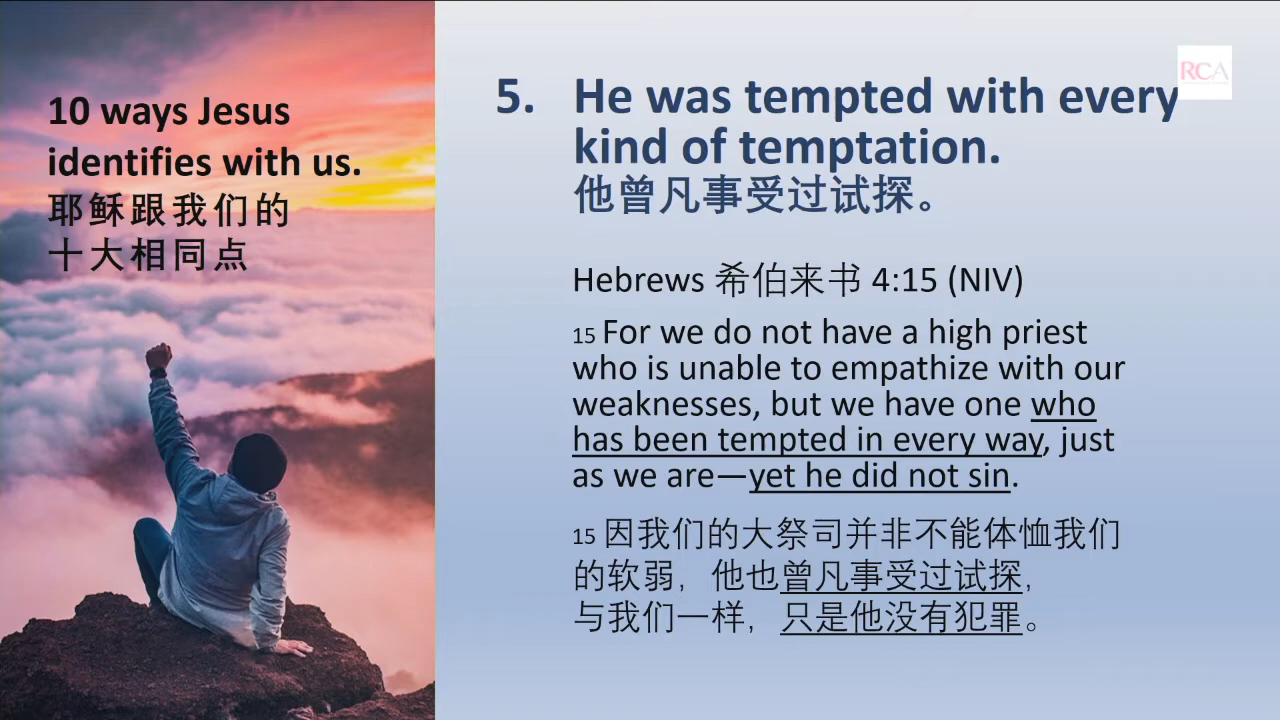 10 ways Jesus
identifies with us.
耶稣跟我们的
十大相同点
RCA
5. He was tempted with every
kind of temptation.
他曾凡事受过试探。
Hebrews 希伯来书 4:15 (NIV)
15 For we do not have a high priest
who is unable to empathize with our
weaknesses, but we have one who
has been tempted in every way, just
as we are—yet he did not sin.
15 因我们的大祭司并非不能体恤我们
的软弱，他也曾凡事受过试探，
与我们一样，只是他没有犯罪。